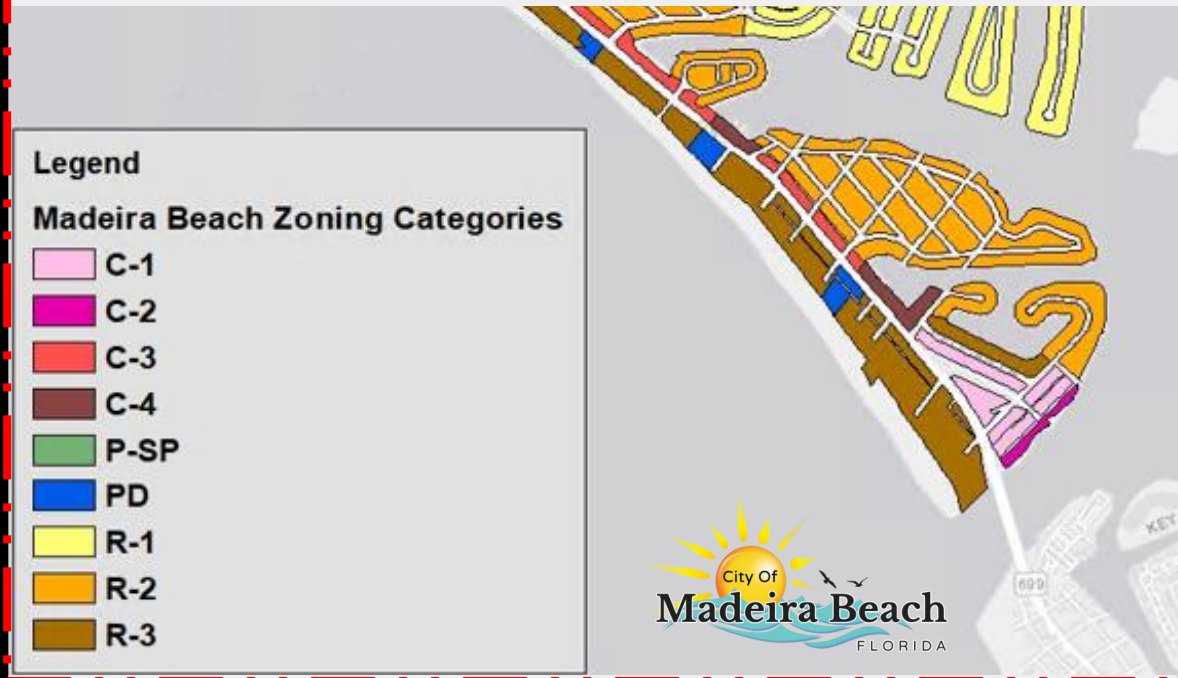 Legend
Madeira Beach Zoning Categories
C-1
C-2
C-3
C-4
P-SP
PD
R-1
R-2
R-3
City Of
Madeira Beach
FLORIDA
KEY
699